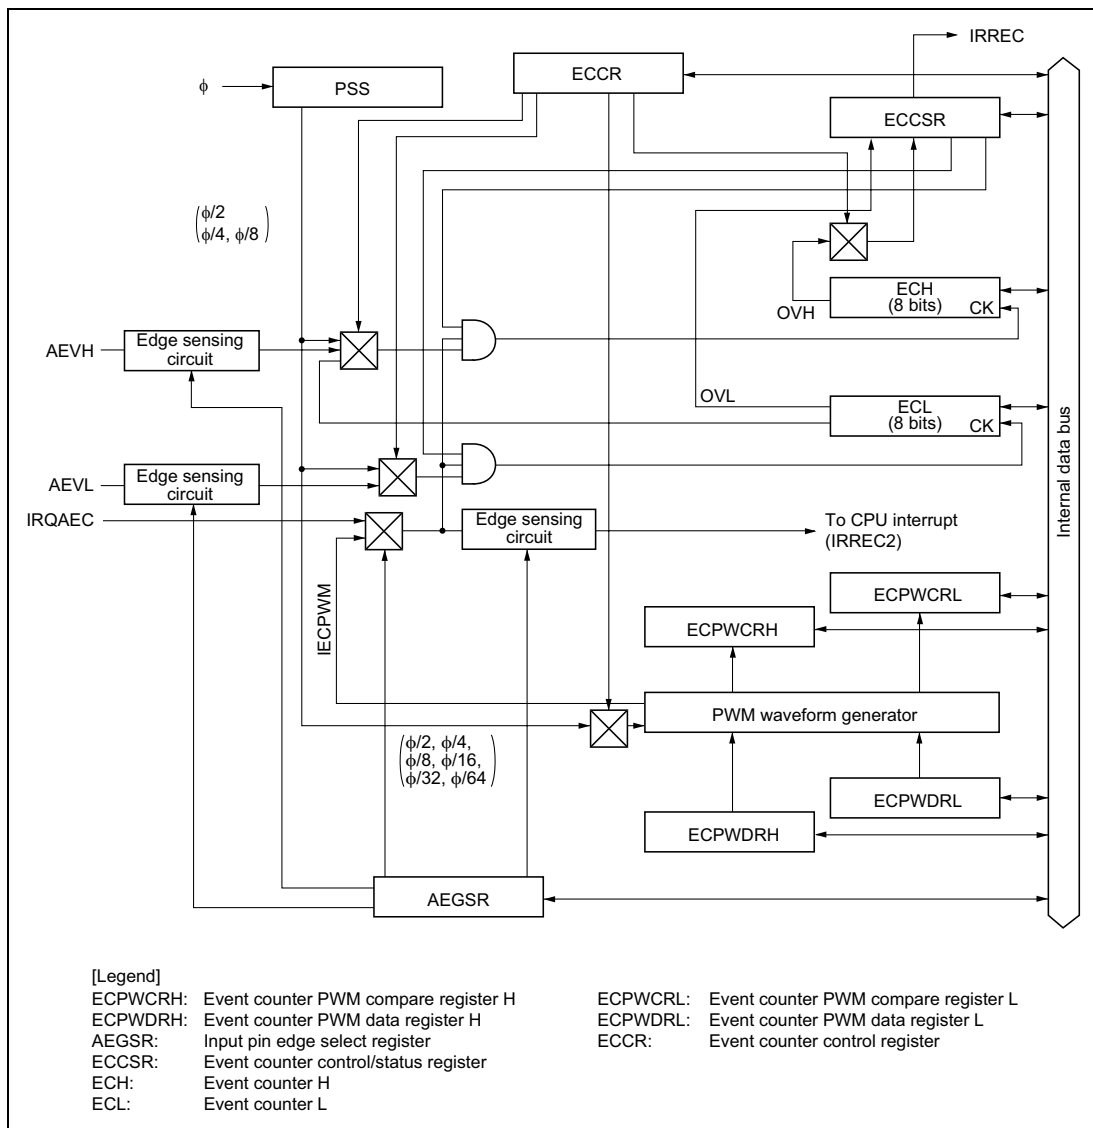 IRREC
ϕ
PSS
ECCR
ECCSR
ϕ/2
ϕ/4, ϕ/8
OVH
ECH
(8 bits)
CK
AEVH
Edge sensing
circuit
OVL
ECL
(8 bits)
CK
Internal data bus
AEVL
Edge sensing
circuit
IRQAEC
Edge sensing
circuit
To CPU interrupt
(IRREC2)
IECPWM
ECPWCRL
ECPWCRH
PWM waveform generator
ϕ/2, ϕ/4,
ϕ/8, ϕ/16,
ϕ/32, ϕ/64
ECPWDRL
ECPWDRH
AEGSR
[Legend]
ECPWCRH: Event counter PWM compare register H
ECPWDRH: Event counter PWM data register H
AEGSR: Input pin edge select register
ECCSR: Event counter control/status register
ECH: Event counter H
ECL: Event counter L
ECPWCRL: Event counter PWM compare register L
ECPWDRL: Event counter PWM data register L
ECCR: Event counter control register